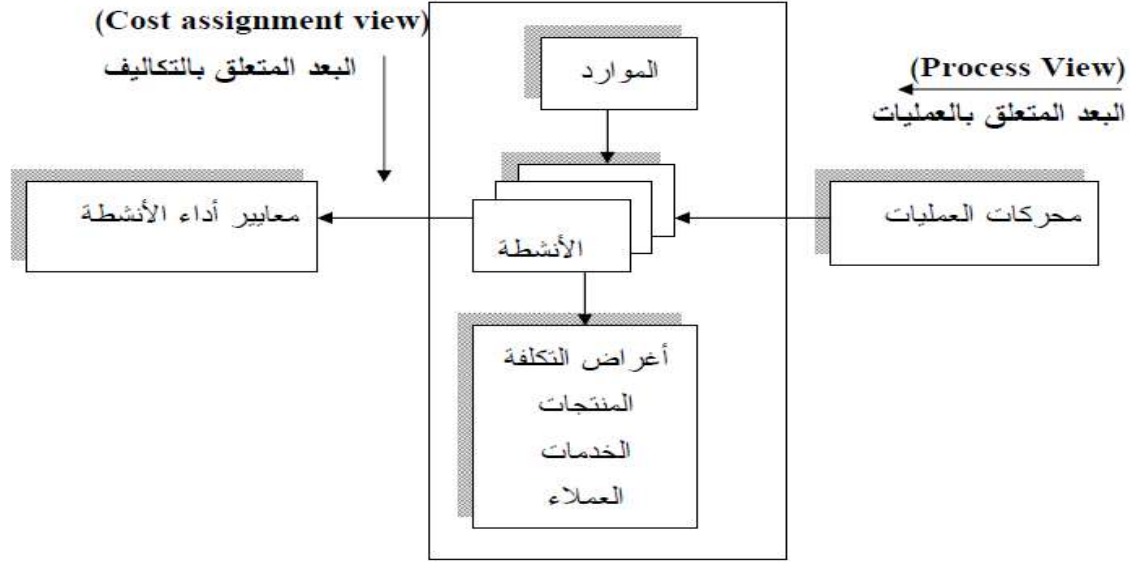 (Cost assignment view)
البعد المتعلق بالتكاليف
الموارد
(Process View)
البعد المتعلق بالعمليات
معايير أداء الأنشطة
الأنشطة
محركات العمليات
أغراض التكلفة
المنتجات
الخدمات
العملاء